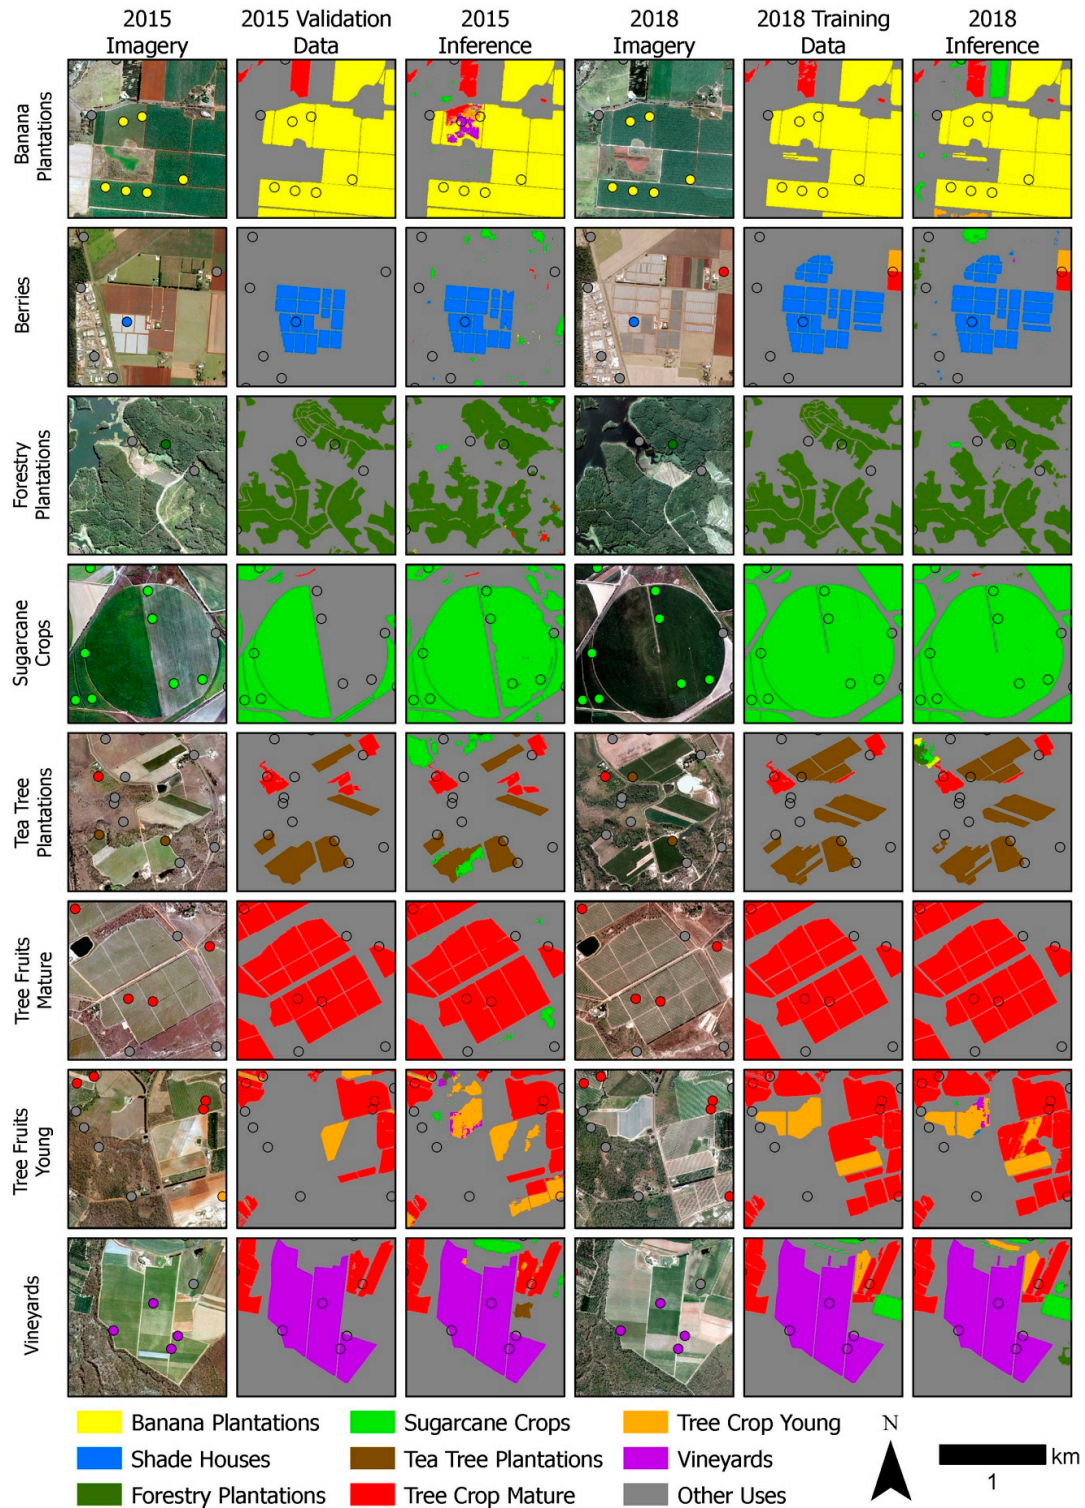 2015 Imagery
2015 Validation Data
2015 Inference
2018 Imagery
2018 Training Data
2018 Inference
Banana Plantations
Berries
Forestry Plantations
Sugarcane Crops
Tea Tree Plantations
Tree Fruits Mature
Tree Fruits Young
Vineyards
Banana Plantations
Sugarcane Crops
Tree Crop Young
Shade Houses
Tea Tree Plantations
Vineyards
Forestry Plantations
Tree Crop Mature
Other Uses
N
km
1